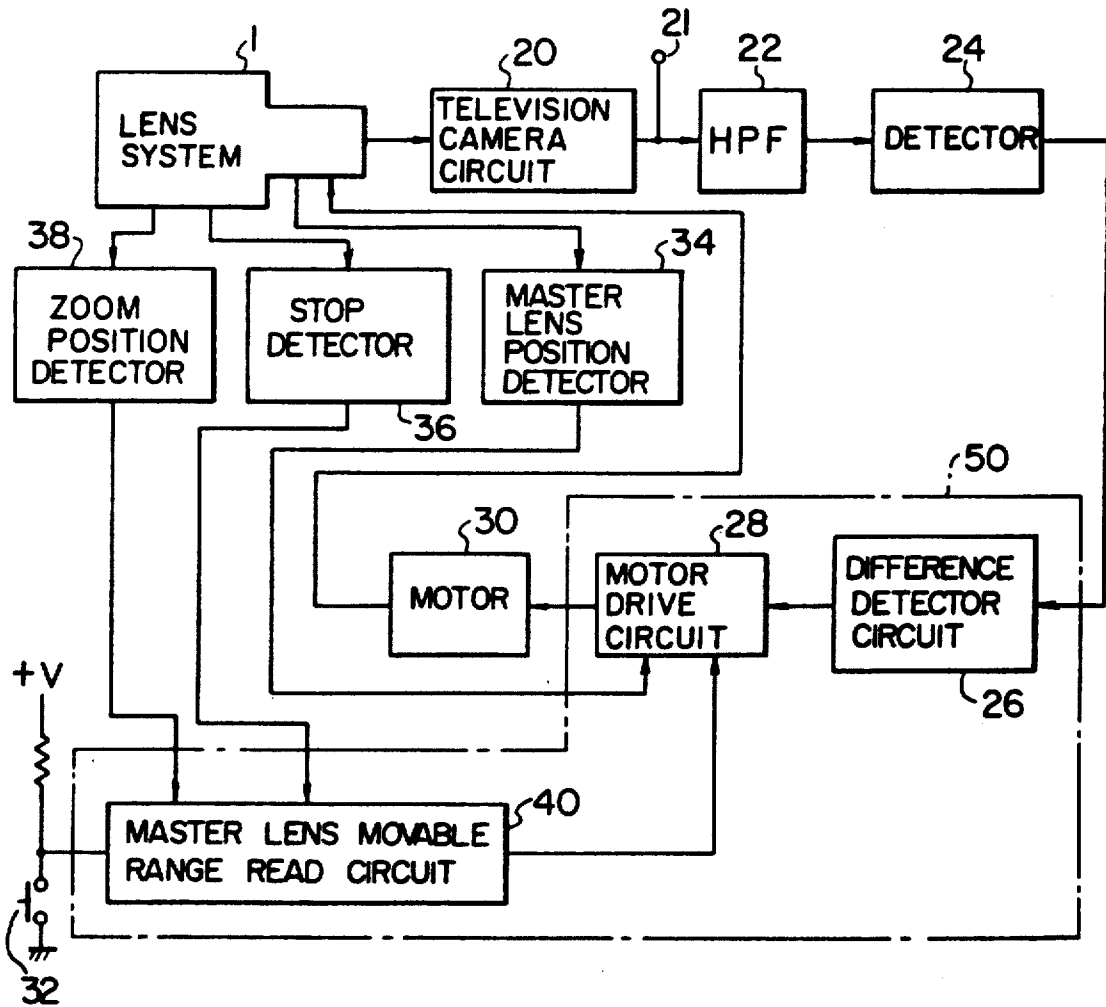 1
20
21
22
24
LENS
SYSTEM
TELEVISION
CAMERA
CIRCUIT
HPF
DETECTOR
38
34
ZOOM
POSITION
DETECTOR
STOP
DETECTOR
MASTER
LENS
POSITION
DETECTOR
36
50
30
28
MOTOR
MOTOR
DRIVE
CIRCUIT
DIFFERENCE
DETECTOR
CIRCUIT
26
+V
40
MASTER LENS MOVABLE
RANGE READ CIRCUIT
32